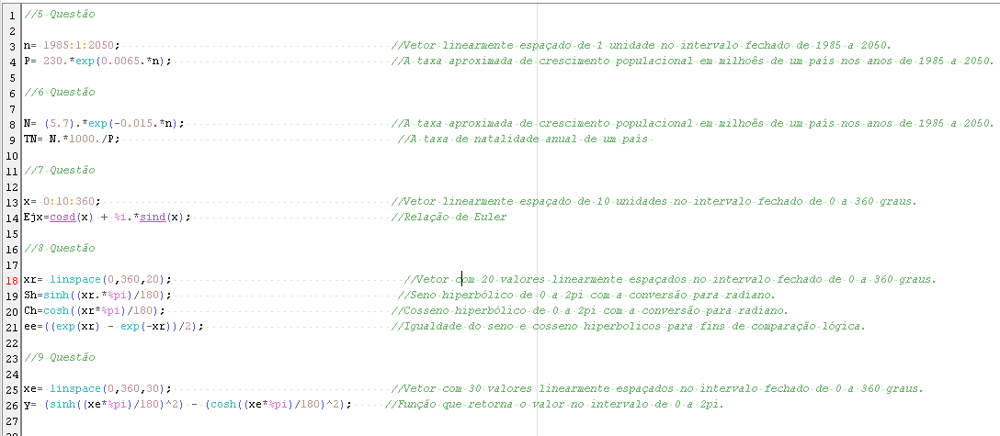 1 //5 Questão
2
3 n= 1985:1:2050; //Vetor linearmente espaçado de 1 unidade no intervalo fechado de 1985 a 2050.
4 P= 230.*exp(0.0065.*n); //A taxa aproximada de crescimento populacional em milhoês de um país nos anos de 1985 a 2050.
5
6 //6 Questão
7
8 N= (5.7).*exp(-0.015.*n); //A taxa aproximada de crescimento populacional em milhoês de um país nos anos de 1985 a 2050.
9 TN= N.*1000./P; //A taxa de natalidade anual de um país
10
11 //7 Questão
12
13 x= 0:10:360; //Vetor linearmente espaçado de 10 unidades no intervalo fechado de 0 a 360 graus.
14 Ejx=cosd(x) + %i.*sind(x); //Relação de Euler
15
16 //8 Questão
17
18 xr= linspace(0,360,20); //Vetor com 20 valores linearmente espaçados no intervalo fechado de 0 a 360 graus.
19 Sh=sinh((xr.*%pi)/180); //Seno hiperbólico de 0 a 2pi com a conversão para radiano.
20 Ch=cosh((xr*%pi)/180); //Cosseno hiperbólico de 0 a 2pi com a conversão para radiano.
21 ee=((exp(xr) - exp(-xr))/2); //Igualdade do seno e cosseno hiperbolicos para fins de comparação lógica.
22
23 //9 Questão
24
25 xe= linspace(0,360,30); //Vetor com 30 valores linearmente espaçados no intervalo fechado de 0 a 360 graus.
26 y= (sinh((xe*%pi)/180)^2) - (cosh((xe*%pi)/180)^2); //Função que retorna o valor no intervalo de 0 a 2pi.
27